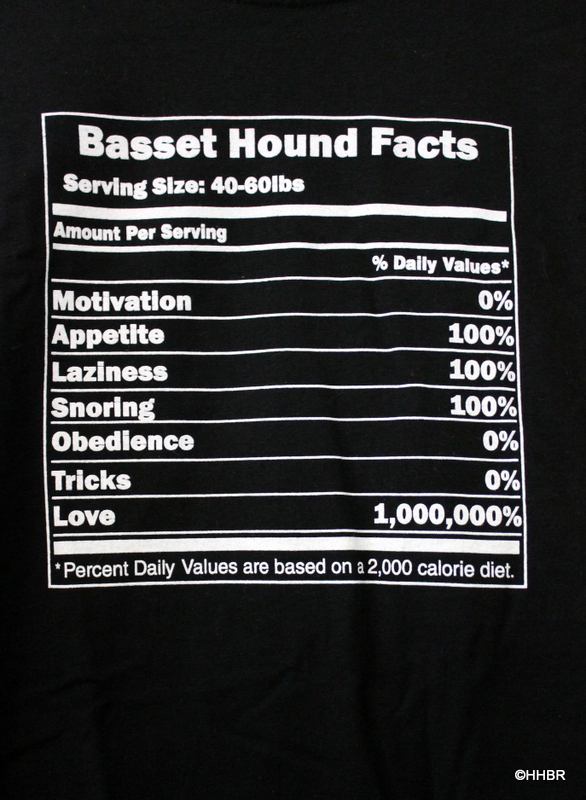 Basset Hound Facts
Serving Size: 40-60lbs
Amount Per Serving
% Daily Values*
Motivation 0%
Appetite 100%
Laziness 100%
Snoring 100%
Obedience 0%
Tricks 0%
Love 1,000,000%
*Percent Daily Values are based on a 2,000 calorie diet.
©HHBR